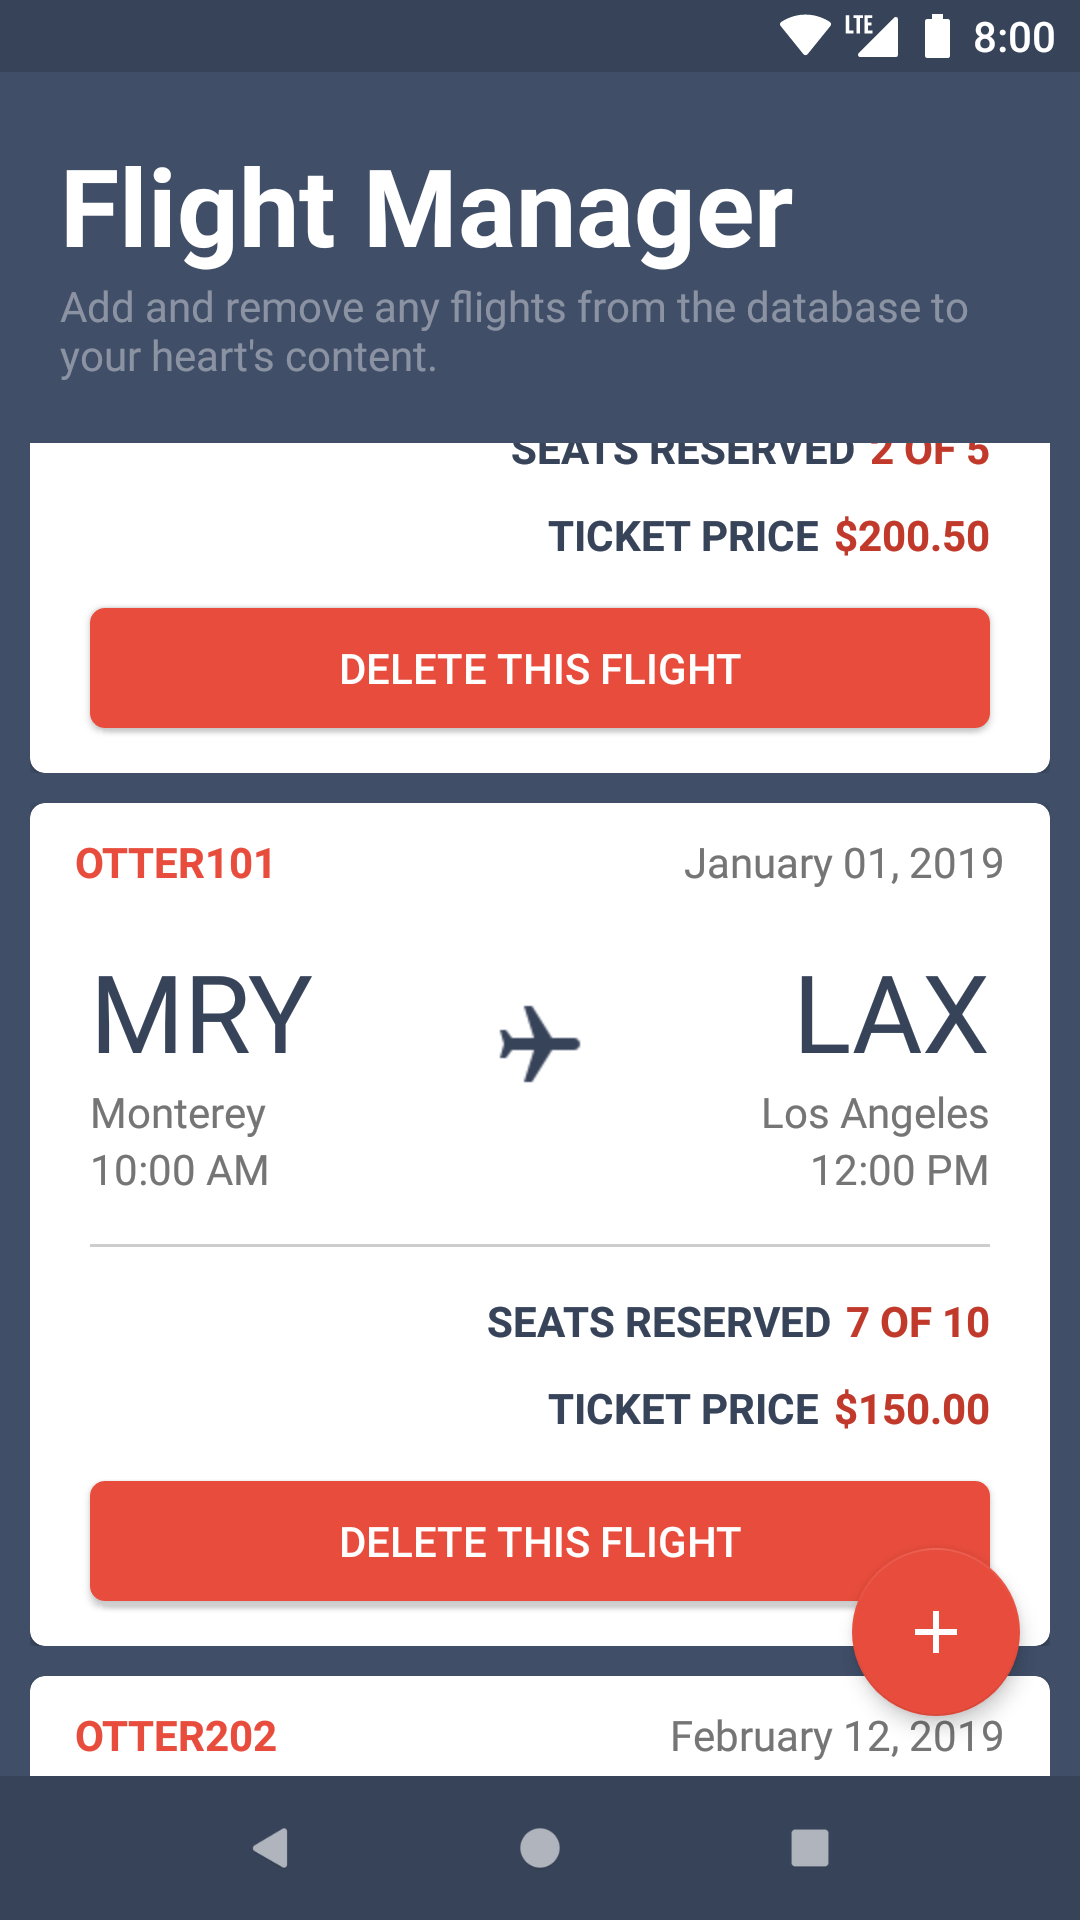 LTE 8:00
Flight Manager
Add and remove any flights from the database to
your heart's content.
SEATS RESERVED 2 OF 5
TICKET PRICE $200.50
DELETE THIS FLIGHT
OTTER101 January 01, 2019
MRY LAX
Monterey Los Angeles
10:00 AM 12:00 PM
SEATS RESERVED 7 OF 10
TICKET PRICE $150.00
DELETE THIS FLIGHT
+
OTTER202 February 12, 2019